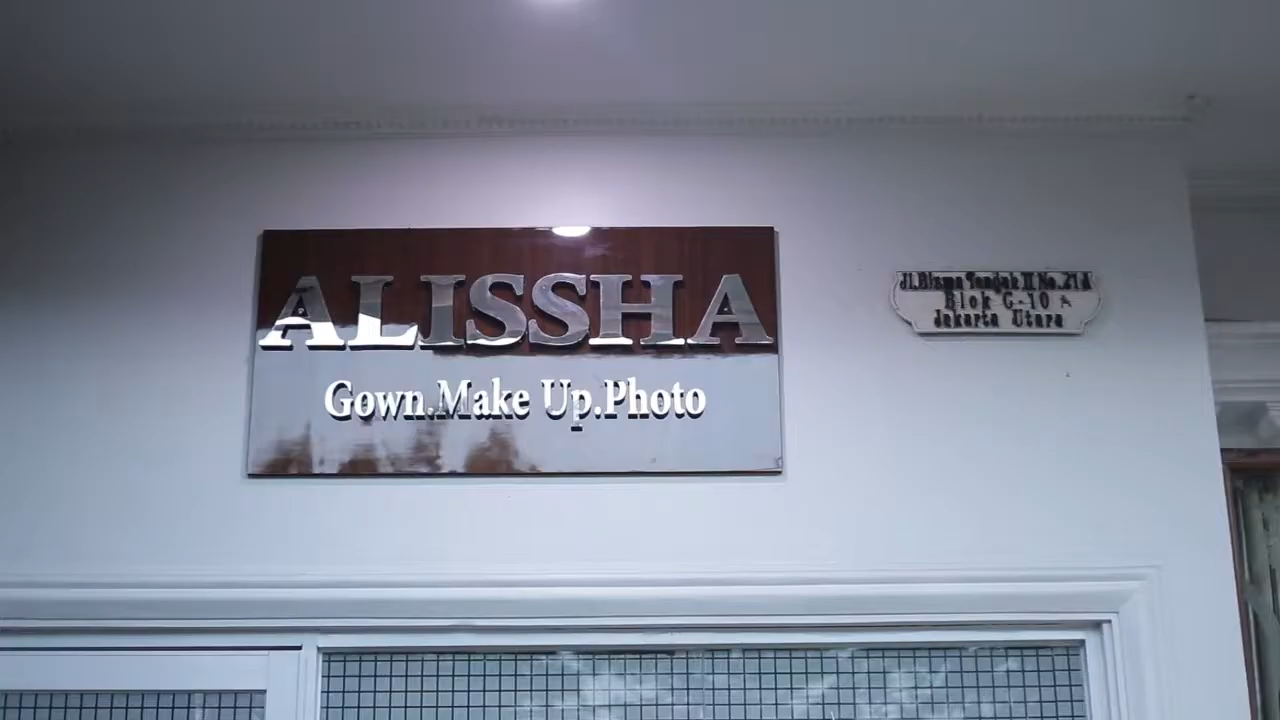 ALISSHA
Gown.Make Up.Photo
Jl.Bisma Tengah II No.21
Blok C-10 A
Jakarta Utara